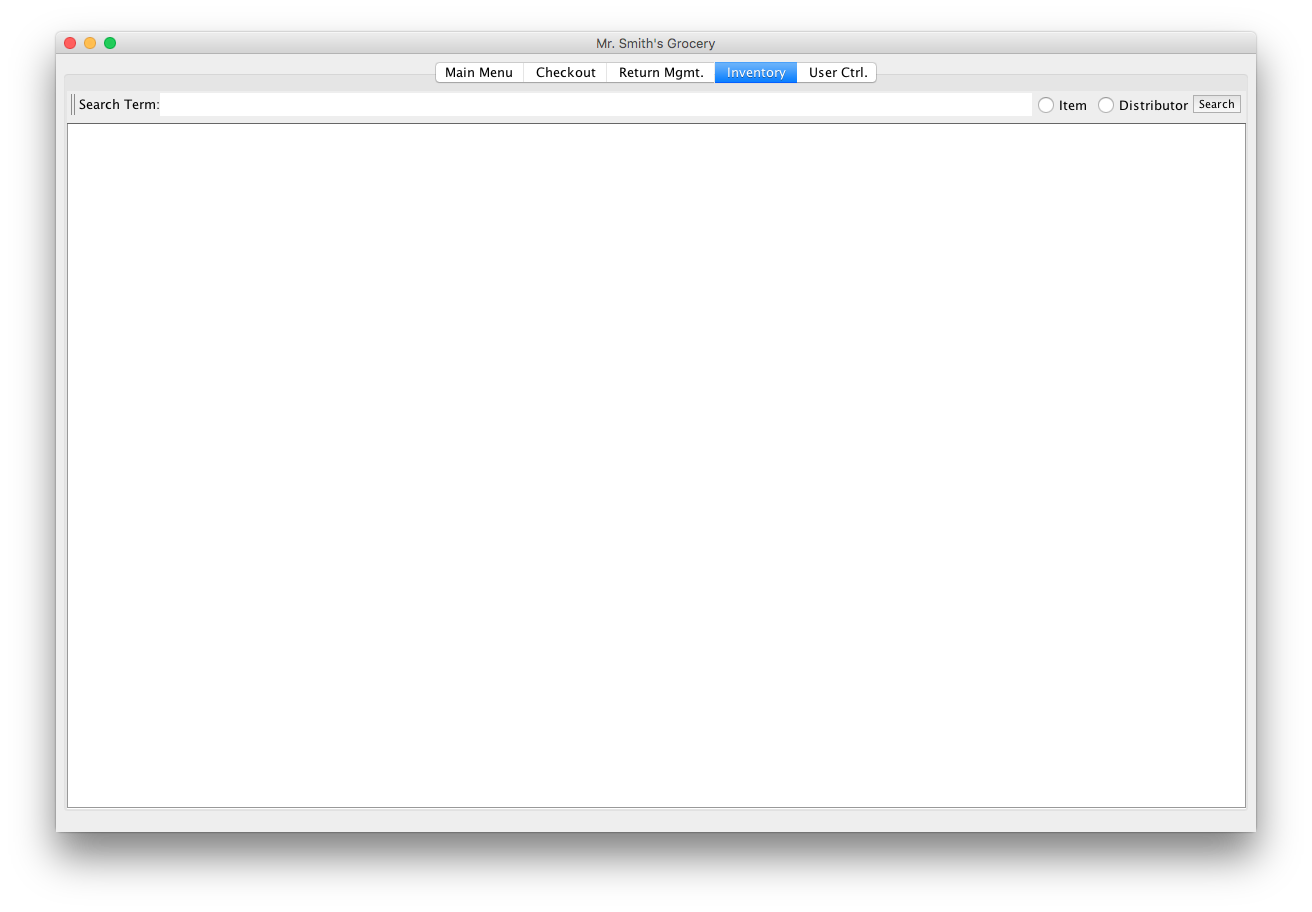 Mr. Smith's Grocery
Main Menu Checkout Return Mgmt. Inventory User Ctrl.
Search Term: Item Distributor Search